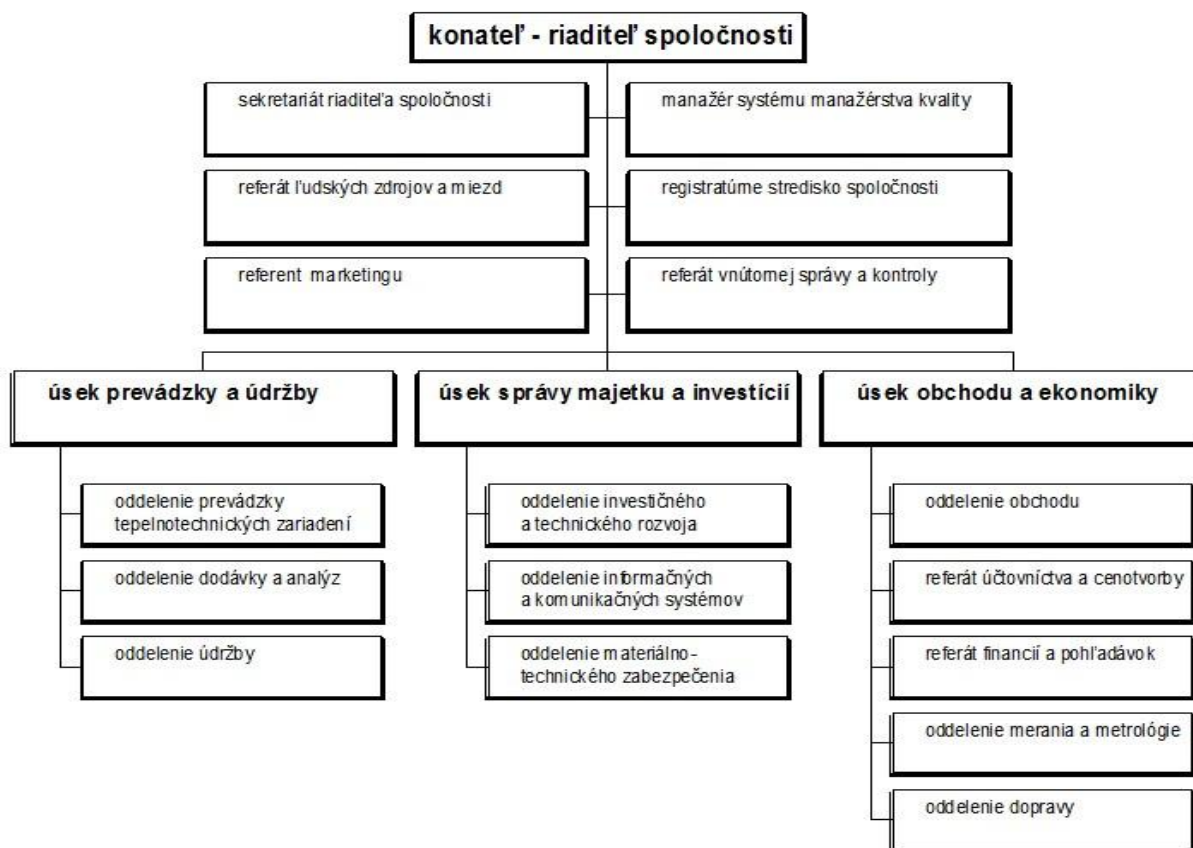 konateľ - riaditeľ spoločnosti
sekretariát riaditeľa spoločnosti
manažér systému manažérstva kvality
referát ľudských zdrojov a miezd
registratúrne stredisko spoločnosti
referent marketingu
referát vnútornej správy a kontroly
úsek prevádzky a údržby
úsek správy majetku a investícií
úsek obchodu a ekonomiky
oddelenie prevádzky
tepelnotechnických zariadení
oddelenie dodávky a analýz
oddelenie údržby
oddelenie investičného
a technického rozvoja
oddelenie informačných
a komunikačných systémov
oddelenie materiálno-
technického zabezpečenia
oddelenie obchodu
referát účtovníctva a cenotvorby
referát financií a pohľadávok
oddelenie merania a metrológie
oddelenie dopravy